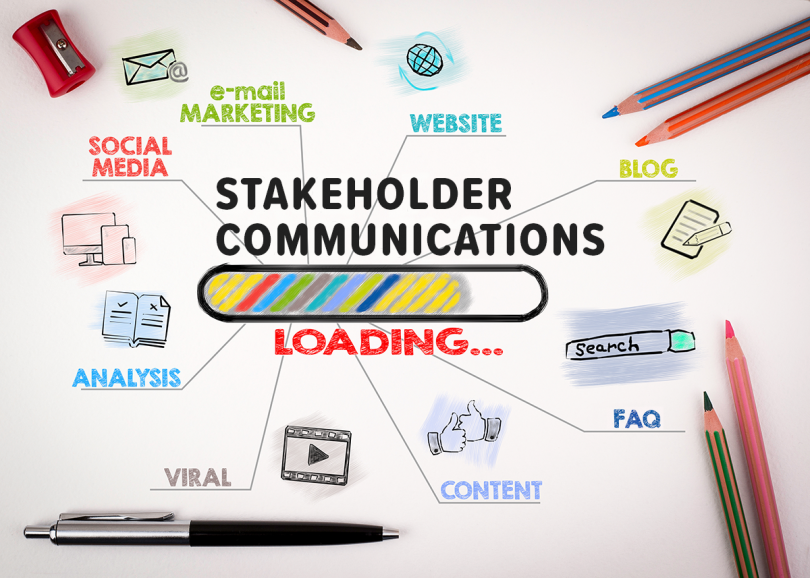 @
e-mail
MARKETING
WEBSITE
SOCIAL
MEDIA
BLOG
STAKEHOLDER
COMMUNICATIONS
LOADING...
search
ANALYSIS
FAQ
VIRAL
CONTENT